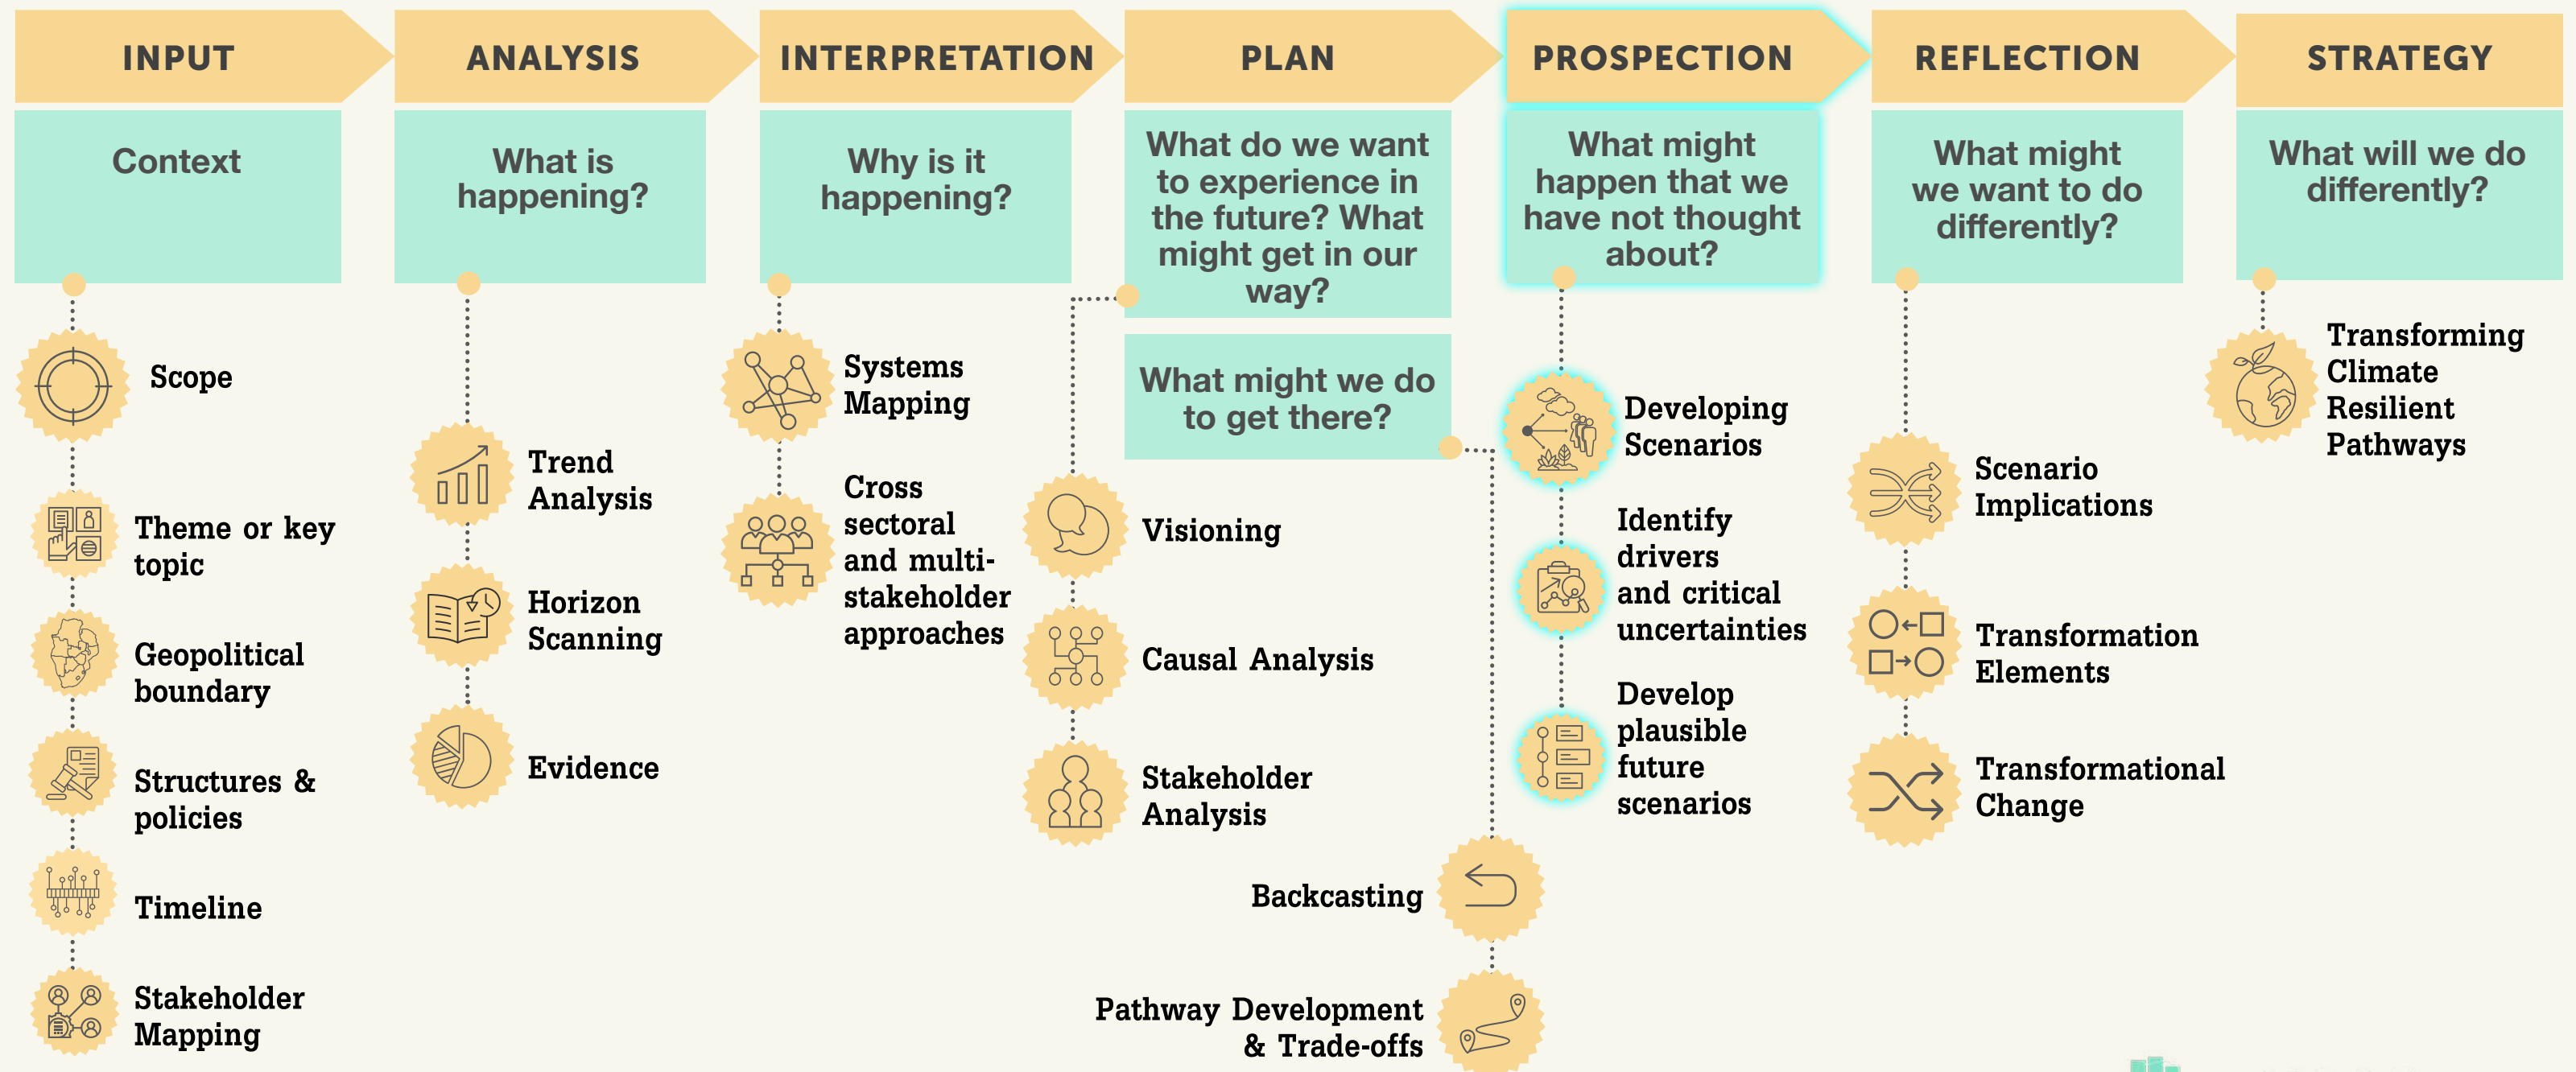 INPUT
Context
Scope
Theme or key
topic
Geopolitical
boundary
Structures &
policies
Timeline
Stakeholder
Mapping
ANALYSIS
What is
happening?
Trend
Analysis
Horizon
Scanning
Evidence
INTERPRETATION
Why is it
happening?
Systems
Mapping
Cross
sectoral
and multi-
stakeholder
approaches
PLAN
What do we want
to experience in
the future? What
might get in our
way?
What might we do
to get there?
Visioning
Causal Analysis
Stakeholder
Analysis
Backcasting
Pathway Development
& Trade-offs
PROSPECTION
What might
happen that we
have not thought
about?
Developing
Scenarios
Identify
drivers
and critical
uncertainties
Develop
plausible
future
scenarios
REFLECTION
What might
we want to do
differently?
Scenario
Implications
Transformation
Elements
Transformational
Change
STRATEGY
What will we do
differently?
Transforming
Climate
Resilient
Pathways